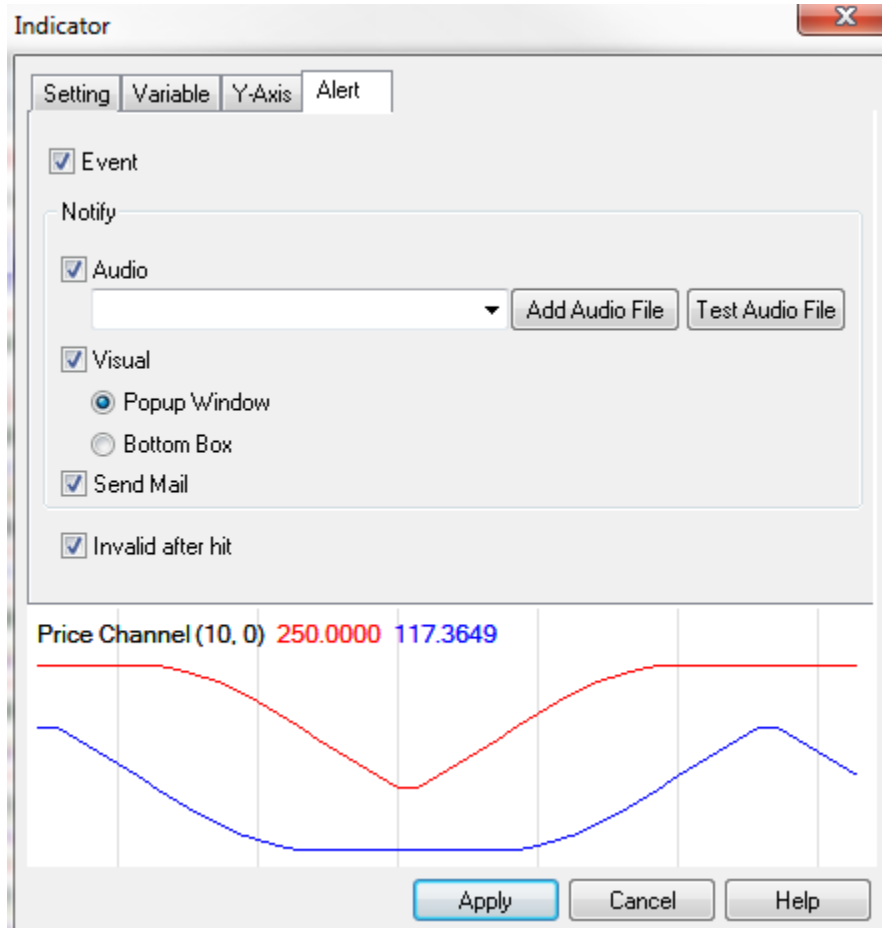 Indicator
Setting Variable Y-Axis Alert
Event
Notify
Audio
Add Audio File Test Audio File
Visual
Popup Window
Bottom Box
Send Mail
Invalid after hit
Price Channel (10, 0) 250.0000 117.3649
Apply Cancel Help